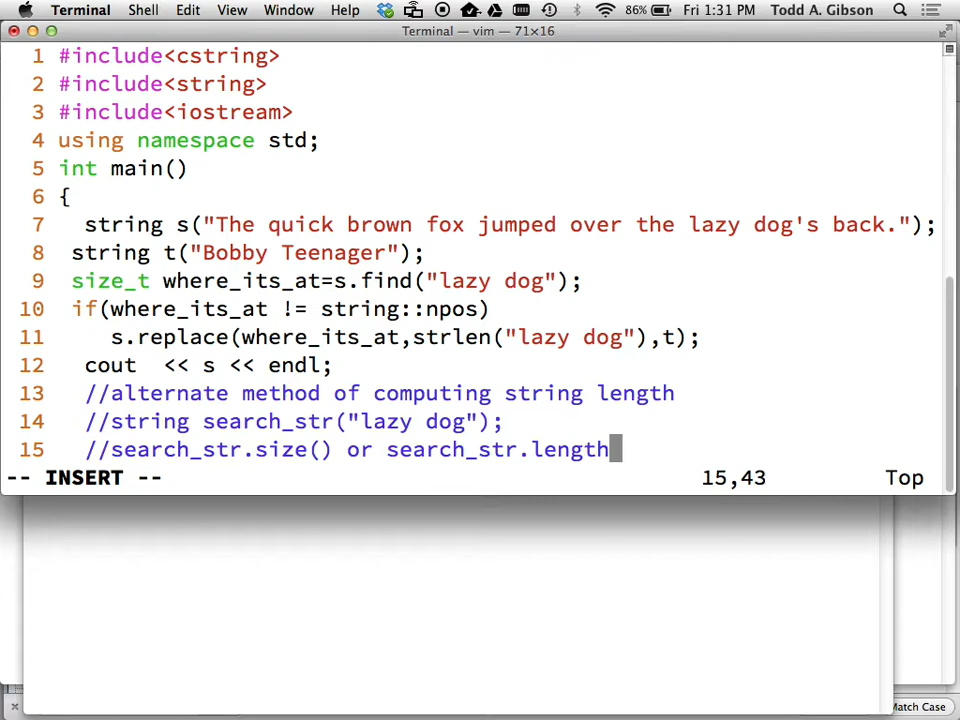 Terminal Shell Edit View Window Help 86% Fri 1:31 PM Todd A. Gibson
Terminal — vim — 71×16
1 #include<cstring>
2 #include<string>
3 #include<iostream>
4 using namespace std;
5 int main()
6 {
7 string s("The quick brown fox jumped over the lazy dog's back.");
8 string t("Bobby Teenager");
9 size_t where_its_at=s.find("lazy dog");
10 if(where_its_at != string::npos)
11 s.replace(where_its_at,strlen("lazy dog"),t);
12 cout << s << endl;
13 //alternate method of computing string length
14 //string search_str("lazy dog");
15 //search_str.size() or search_str.length
-- INSERT -- 15,43 Top
Match Case